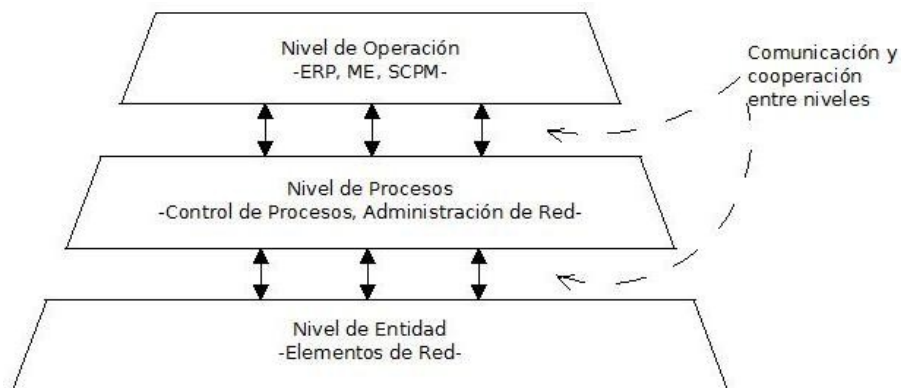 Nivel de Operación
-ERP, ME, SCPM-
Comunicación y
cooperación
entre niveles
Nivel de Procesos
-Control de Procesos, Administración de Red-
Nivel de Entidad
-Elementos de Red-